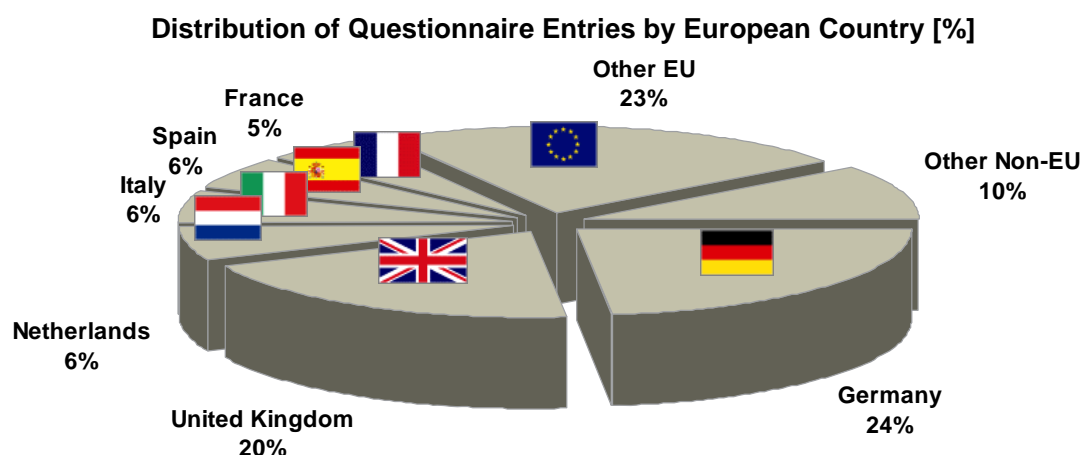 Distribution of Questionnaire Entries by European Country [%]
Other EU
23%
France
5%
Spain
6%
Italy
6%
Other Non-EU
10%
Netherlands
6%
United Kingdom
20%
Germany
24%